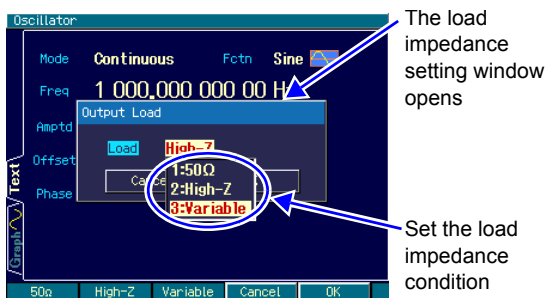 Oscillator
Mode Continuous Fctn Sine
Freq 1 000.000 000 00 H
Amptd
Output Load
Load High-Z
Offset
1:50Ω
2:High-Z
3:Variable
Phase
Text
Graph
50Ω High-Z Variable Cancel OK
The load
impedance
setting window
opens
Set the load
impedance
condition